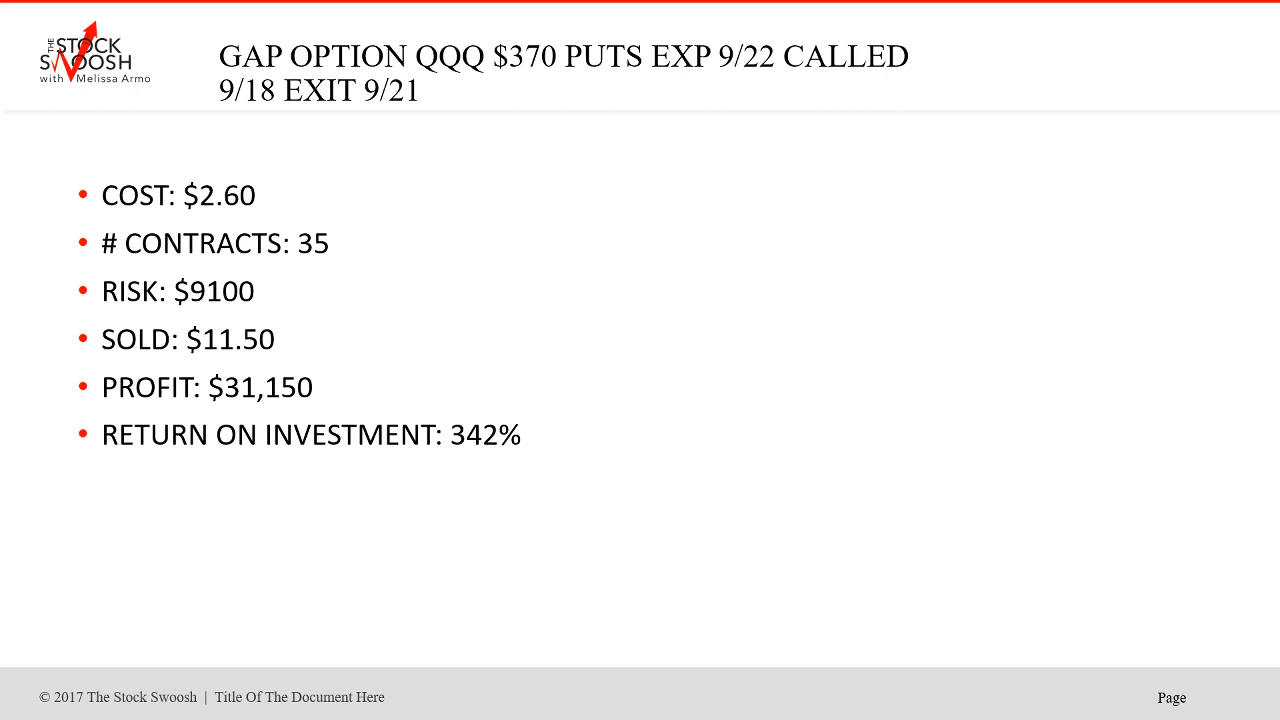 THE
STOCK
SWOOSH
with Melissa Armo
GAP OPTION QQQ $370 PUTS EXP 9/22 CALLED
9/18 EXIT 9/21
• COST: $2.60
• # CONTRACTS: 35
• RISK: $9100
• SOLD: $11.50
• PROFIT: $31,150
• RETURN ON INVESTMENT: 342%
© 2017 The Stock Swoosh | Title Of The Document Here
Page